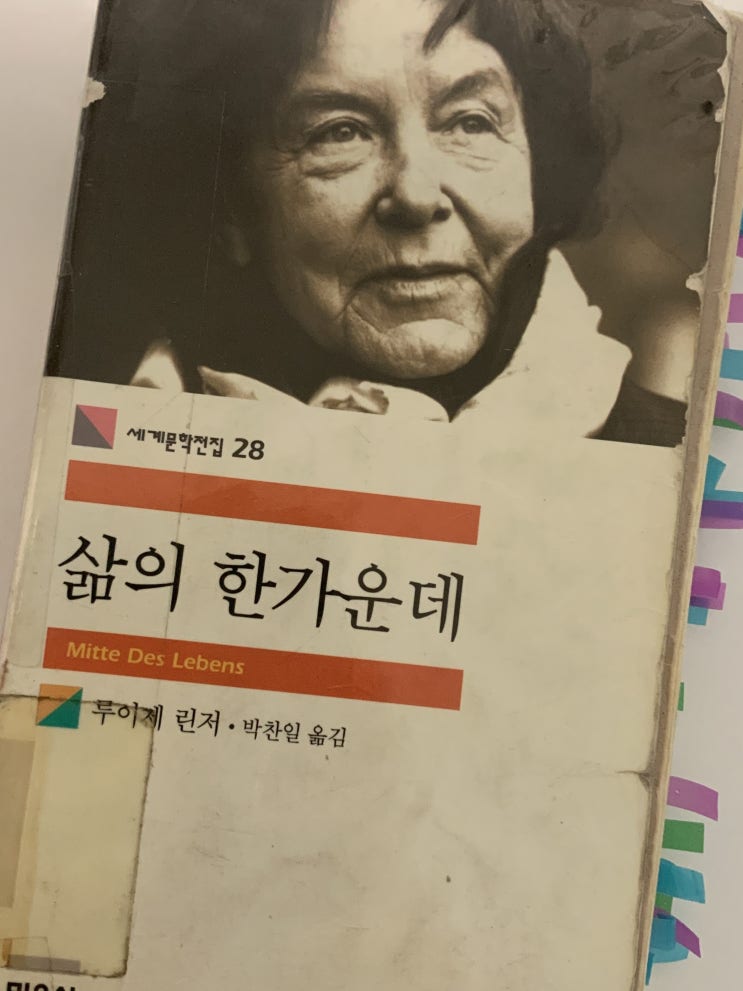 세계문학전집 28
삶의 한가운데
Mitte Des Lebens
루이제 린저 · 박찬일 옮김